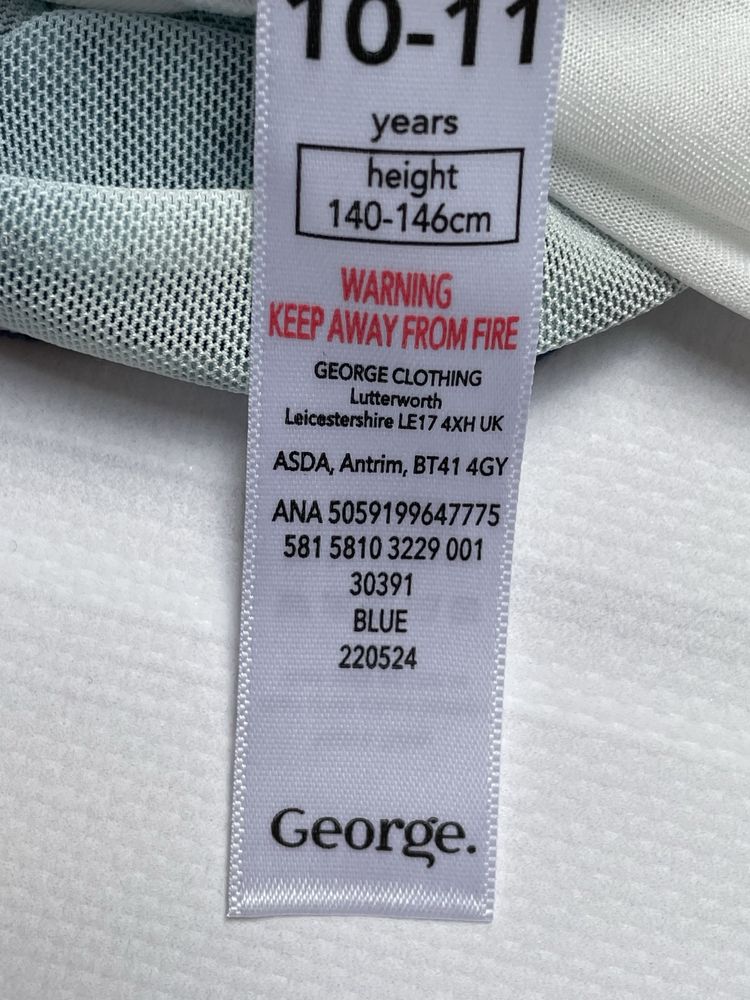 10-11
years
height
140-146cm
WARNING
KEEP AWAY FROM FIRE
GEORGE CLOTHING
Lutterworth
Leicestershire LE17 4XH UK
ASDA, Antrim, BT41 4GY
ANA 5059199647775
581 5810 3229 001
30391
BLUE
220524
George.